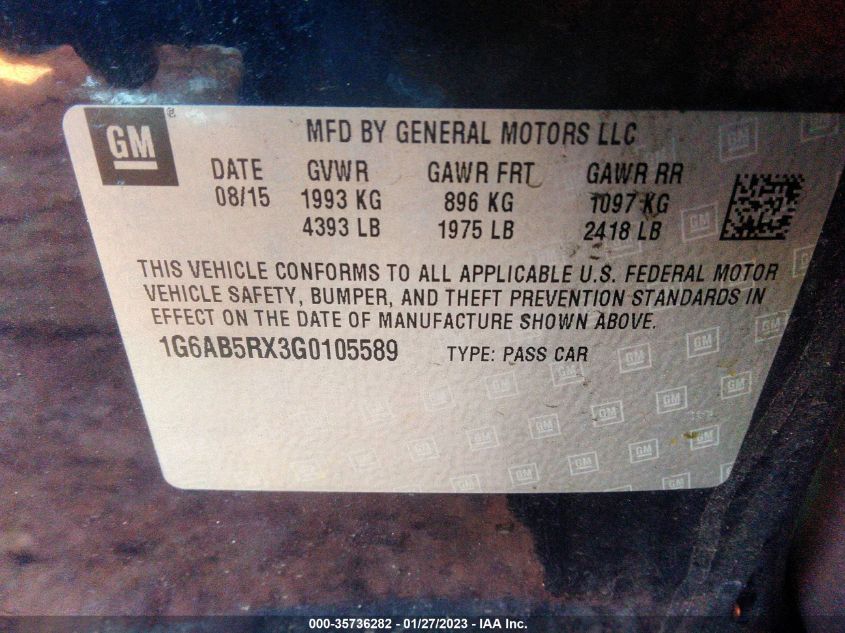 GM
MFD BY GENERAL MOTORS LLC
DATE GVWR GAWR FRT GAWR RR
08/15 1993 KG 896 KG 1097 KG
4393 LB 1975 LB 2418 LB
THIS VEHICLE CONFORMS TO ALL APPLICABLE U.S. FEDERAL MOTOR
VEHICLE SAFETY, BUMPER, AND THEFT PREVENTION STANDARDS IN
EFFECT ON THE DATE OF MANUFACTURE SHOWN ABOVE.
1G6AB5RX3G0105589 TYPE: PASS CAR
000-35736282 - 01/27/2023 - IAA Inc.